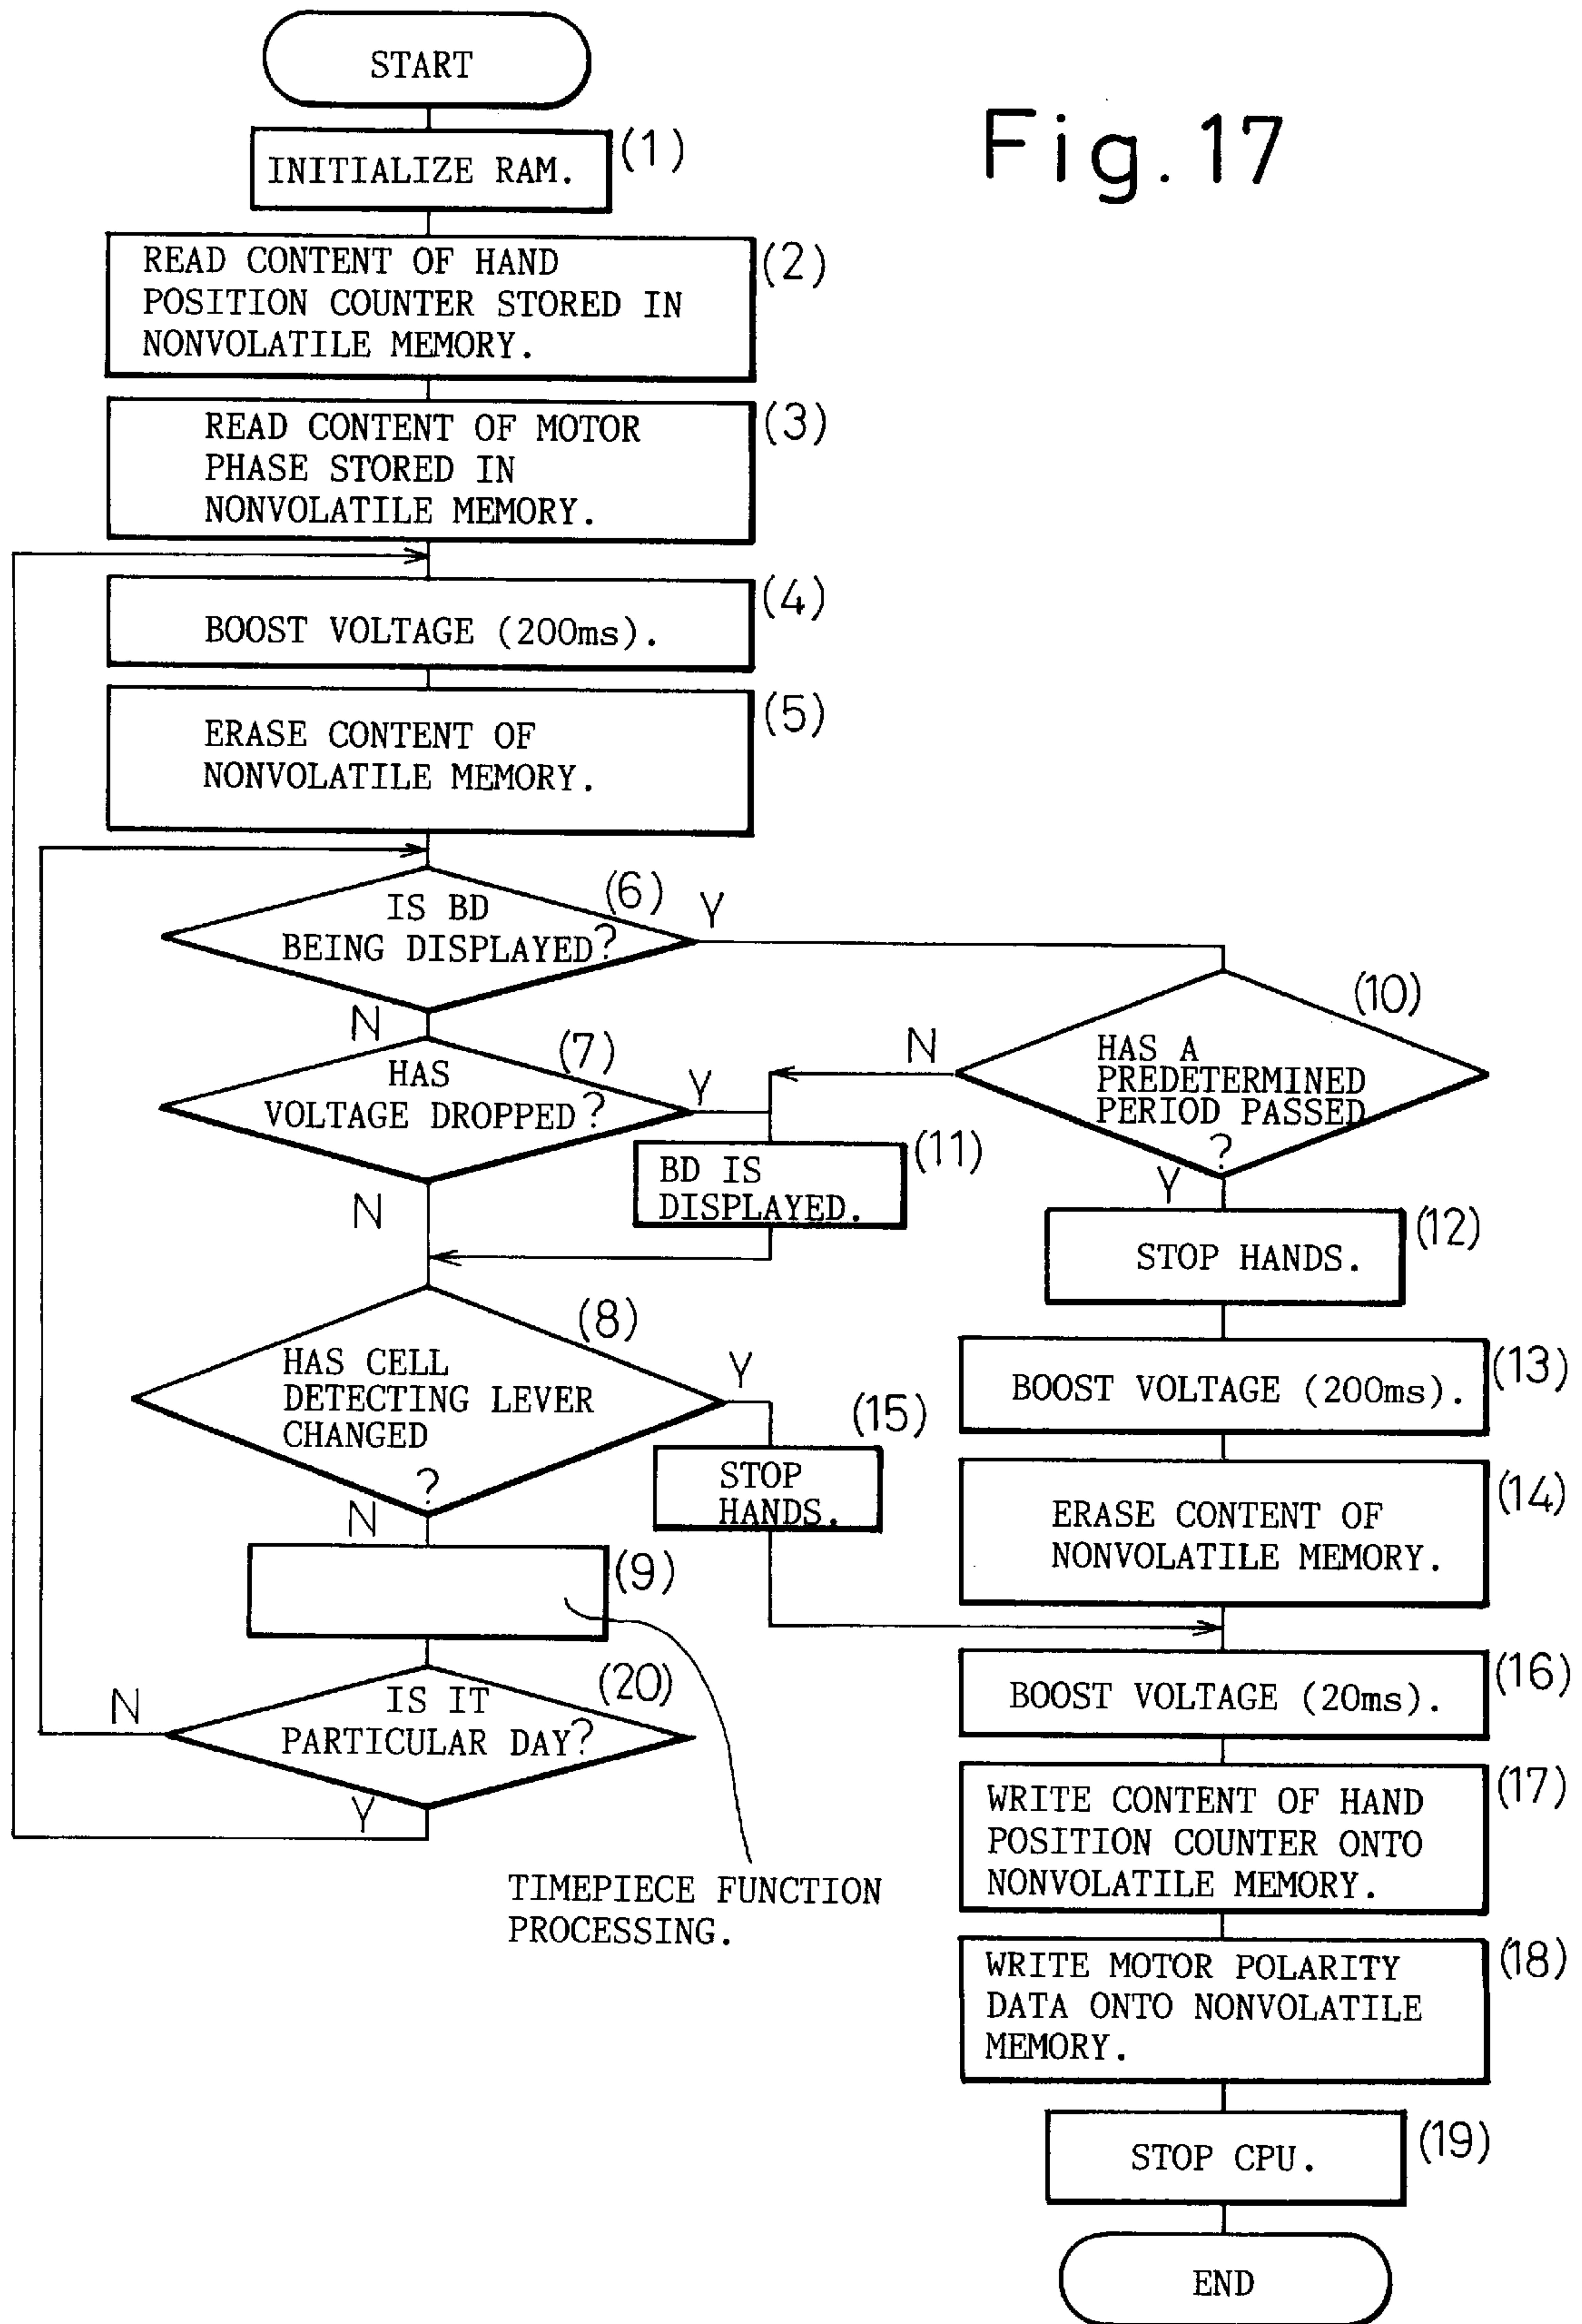 START
Fig.17
INITIALIZE RAM.
(1)
READ CONTENT OF HAND
POSITION COUNTER STORED IN
NONVOLATILE MEMORY.
(2)
READ CONTENT OF MOTOR
PHASE STORED IN
NONVOLATILE MEMORY.
(3)
BOOST VOLTAGE (200ms).
(4)
ERASE CONTENT OF
NONVOLATILE MEMORY.
(5)
IS BD
BEING DISPLAYED?
(6)
Y
N
HAS
VOLTAGE DROPPED?
(7)
Y
N
HAS A
PREDETERMINED
PERIOD PASSED
?
(10)
N
Y
BD IS
DISPLAYED.
(11)
STOP HANDS.
(12)
HAS CELL
DETECTING LEVER
CHANGED
?
(8)
Y
N
BOOST VOLTAGE (200ms).
(13)
STOP
HANDS.
(15)
ERASE CONTENT OF
NONVOLATILE MEMORY.
(14)
(9)
IS IT
PARTICULAR DAY?
(20)
N
Y
TIMEPIECE FUNCTION
PROCESSING.
BOOST VOLTAGE (20ms).
(16)
WRITE CONTENT OF HAND
POSITION COUNTER ONTO
NONVOLATILE MEMORY.
(17)
WRITE MOTOR POLARITY
DATA ONTO NONVOLATILE
MEMORY.
(18)
STOP CPU.
(19)
END